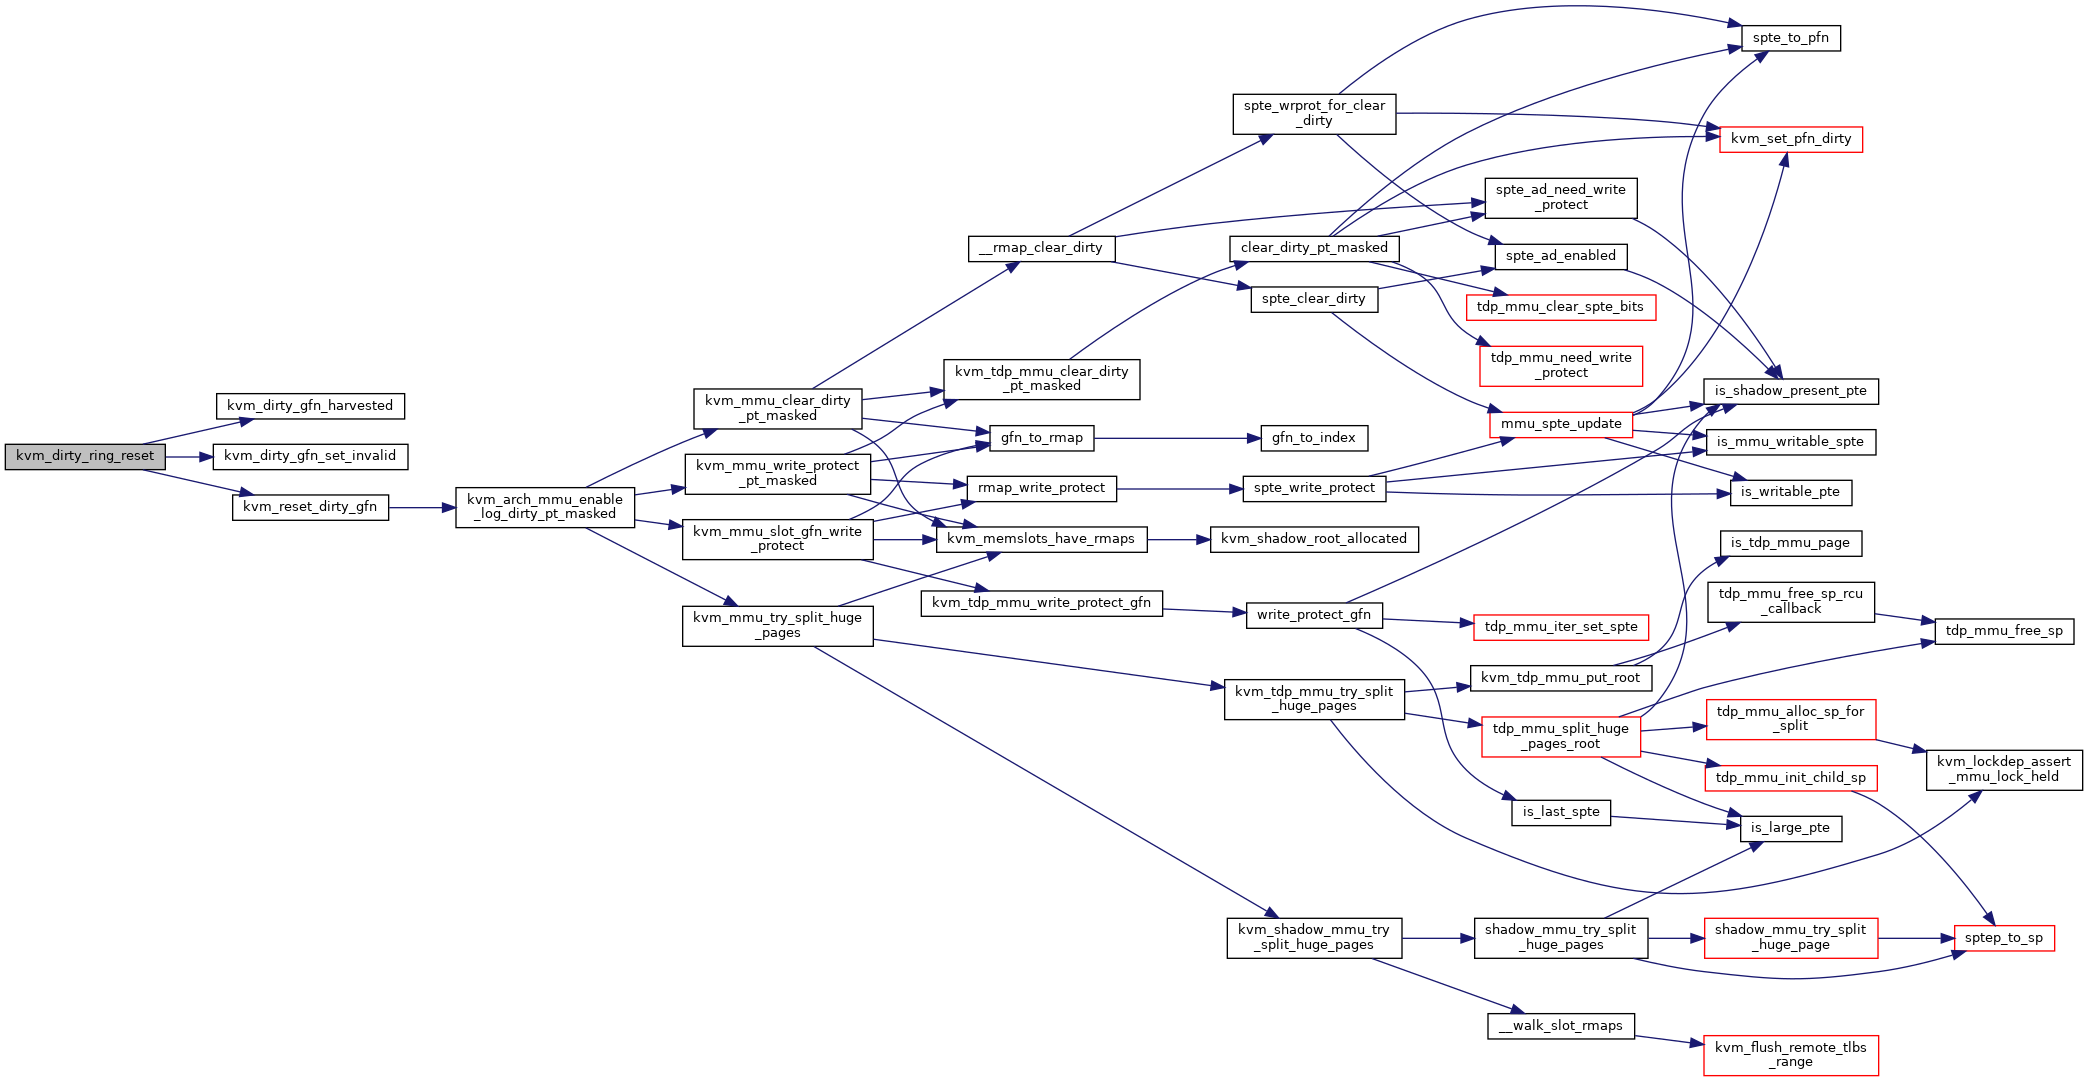 kvm_dirty_ring_reset
kvm_dirty_gfn_harvested
kvm_dirty_gfn_set_invalid
kvm_reset_dirty_gfn
kvm_arch_mmu_enable
_log_dirty_pt_masked
kvm_mmu_clear_dirty
_pt_masked
kvm_mmu_write_protect
_pt_masked
kvm_mmu_slot_gfn_write
_protect
kvm_mmu_try_split_huge
_pages
__rmap_clear_dirty
kvm_tdp_mmu_clear_dirty
_pt_masked
gfn_to_rmap
rmap_write_protect
kvm_memslots_have_rmaps
kvm_tdp_mmu_write_protect_gfn
spte_wrprot_for_clear
_dirty
clear_dirty_pt_masked
spte_clear_dirty
gfn_to_index
spte_write_protect
kvm_shadow_root_allocated
write_protect_gfn
kvm_tdp_mmu_try_split
_huge_pages
kvm_shadow_mmu_try
_split_huge_pages
spte_ad_need_write
_protect
spte_ad_enabled
tdp_mmu_clear_spte_bits
tdp_mmu_need_write
_protect
mmu_spte_update
tdp_mmu_iter_set_spte
kvm_tdp_mmu_put_root
tdp_mmu_split_huge
_pages_root
is_last_spte
shadow_mmu_try_split
_huge_pages
__walk_slot_rmaps
spte_to_pfn
kvm_set_pfn_dirty
is_shadow_present_pte
is_mmu_writable_spte
is_writable_pte
is_tdp_mmu_page
tdp_mmu_free_sp_rcu
_callback
tdp_mmu_alloc_sp_for
_split
tdp_mmu_init_child_sp
is_large_pte
shadow_mmu_try_split
_huge_page
kvm_flush_remote_tlbs
_range
tdp_mmu_free_sp
kvm_lockdep_assert
_mmu_lock_held
sptep_to_sp